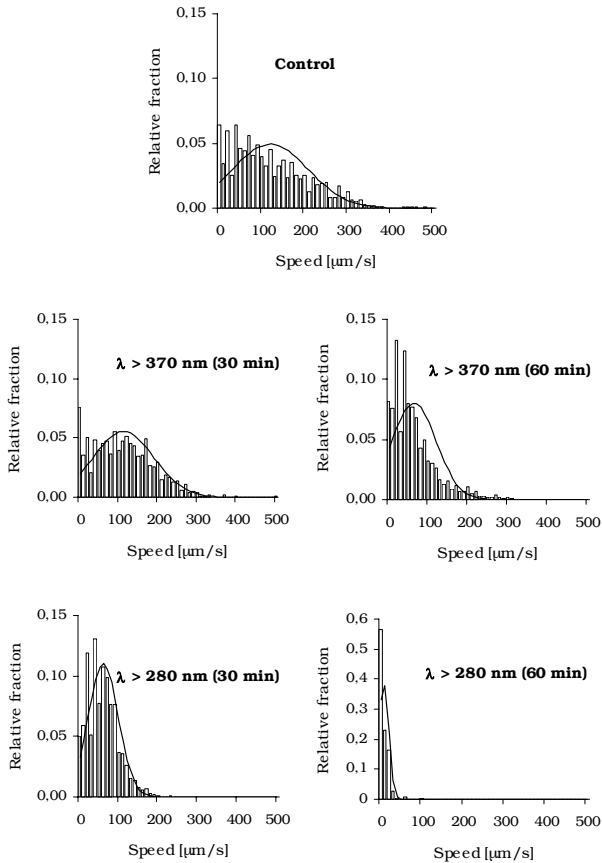 Control
Relative fraction
0,15
0,10
0,05
0,00
0 100 200 300 400 500
Speed [µm/s]
λ > 370 nm (30 min)
Relative fraction
0,15
0,10
0,05
0,00
0 100 200 300 400 500
Speed [µm/s]
λ > 370 nm (60 min)
Relative fraction
0,15
0,10
0,05
0,00
0 100 200 300 400 500
Speed [µm/s]
λ > 280 nm (30 min)
Relative fraction
0,15
0,10
0,05
0,00
0 100 200 300 400 500
Speed [µm/s]
λ > 280 nm (60 min)
Relative fraction
0,6
0,5
0,4
0,3
0,2
0,1
0
0 100 200 300 400 500
Speed [µm/s]